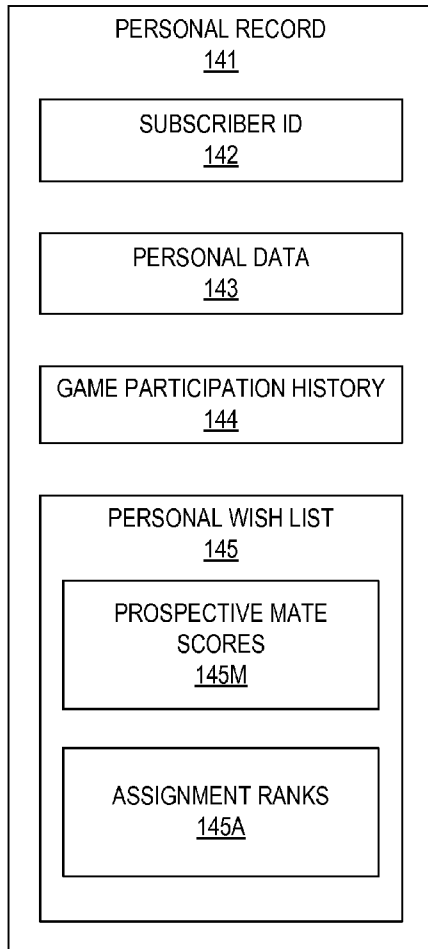 PERSONAL RECORD
141
SUBSCRIBER ID
142
PERSONAL DATA
143
GAME PARTICIPATION HISTORY
144
PERSONAL WISH LIST
145
PROSPECTIVE MATE
SCORES
145M
ASSIGNMENT RANKS
145A